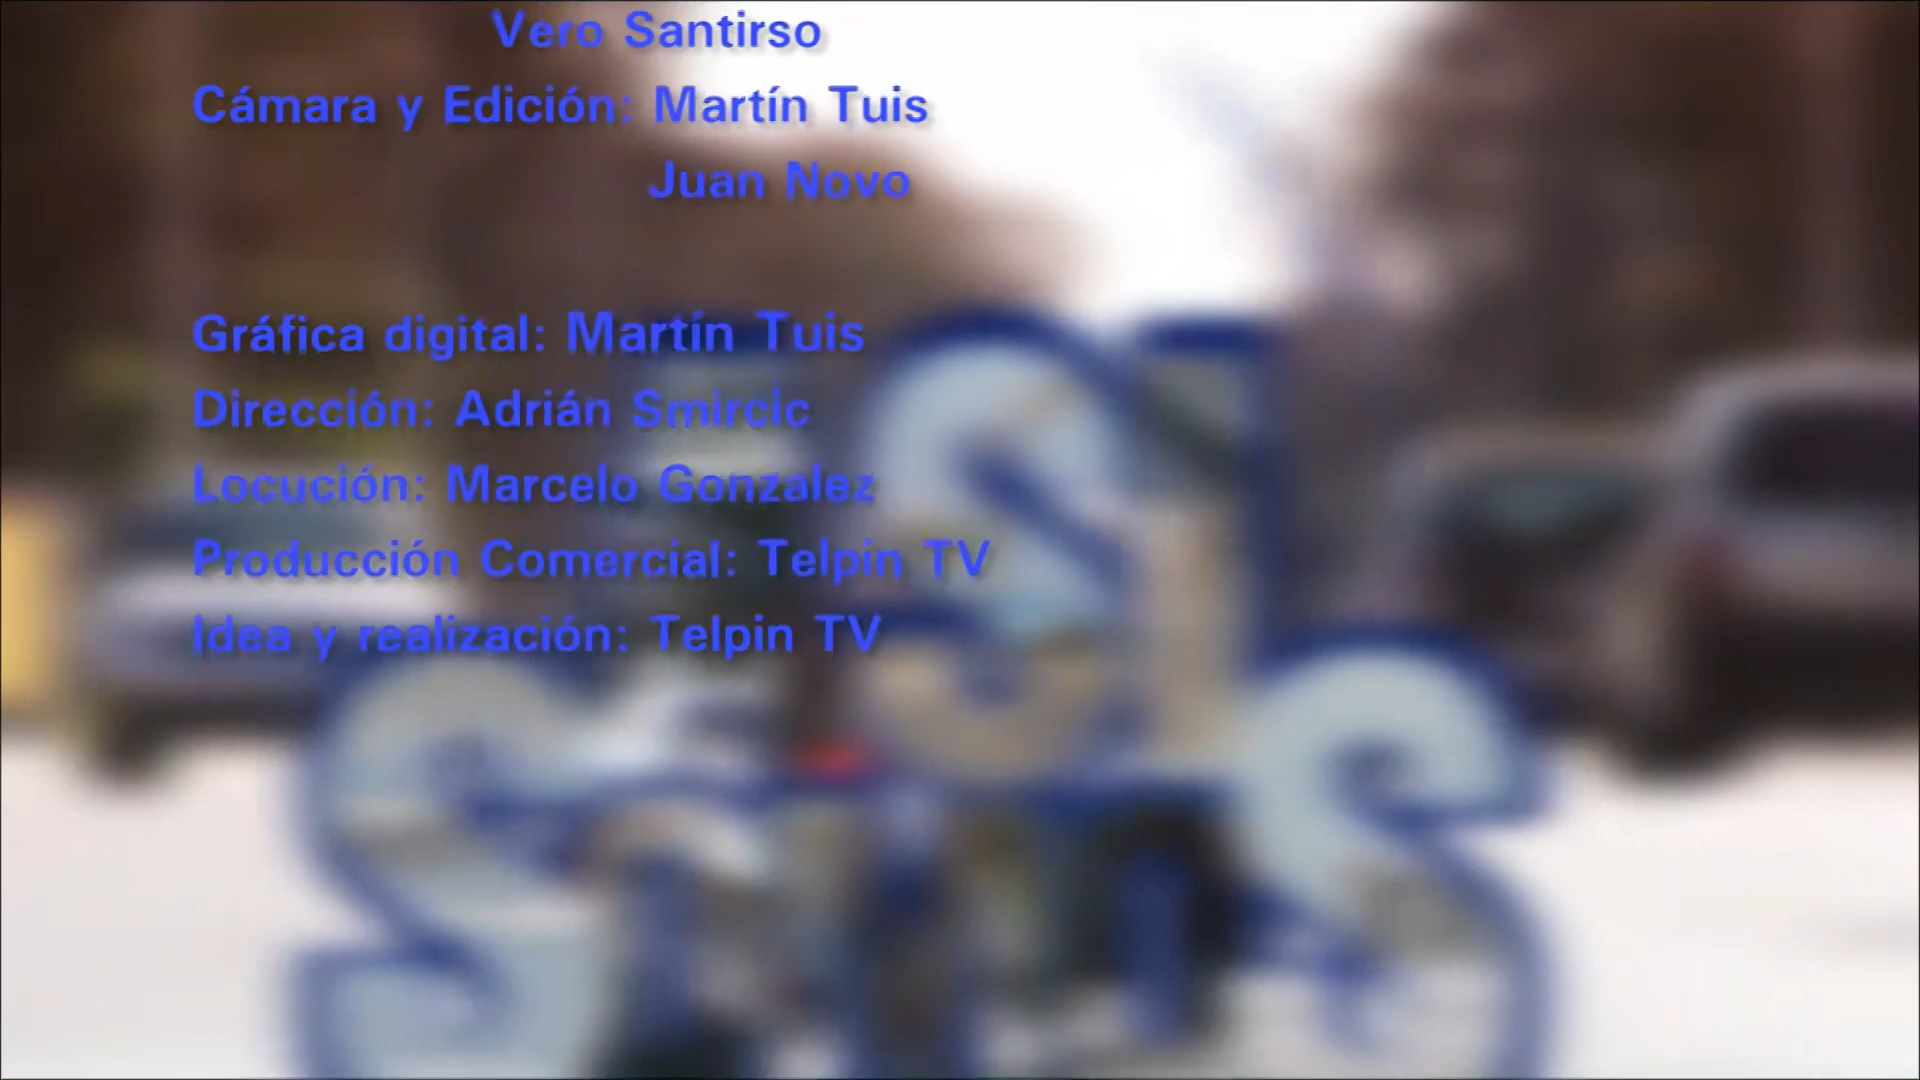 Vero Santirso
Cámara y Edición: Martín Tuis
Juan Novo
Gráfica digital: Martín Tuis
Dirección: Adrián Smircic
Locución: Marcelo Gonzalez
Producción Comercial: Telpin TV
Idea y realización: Telpin TV